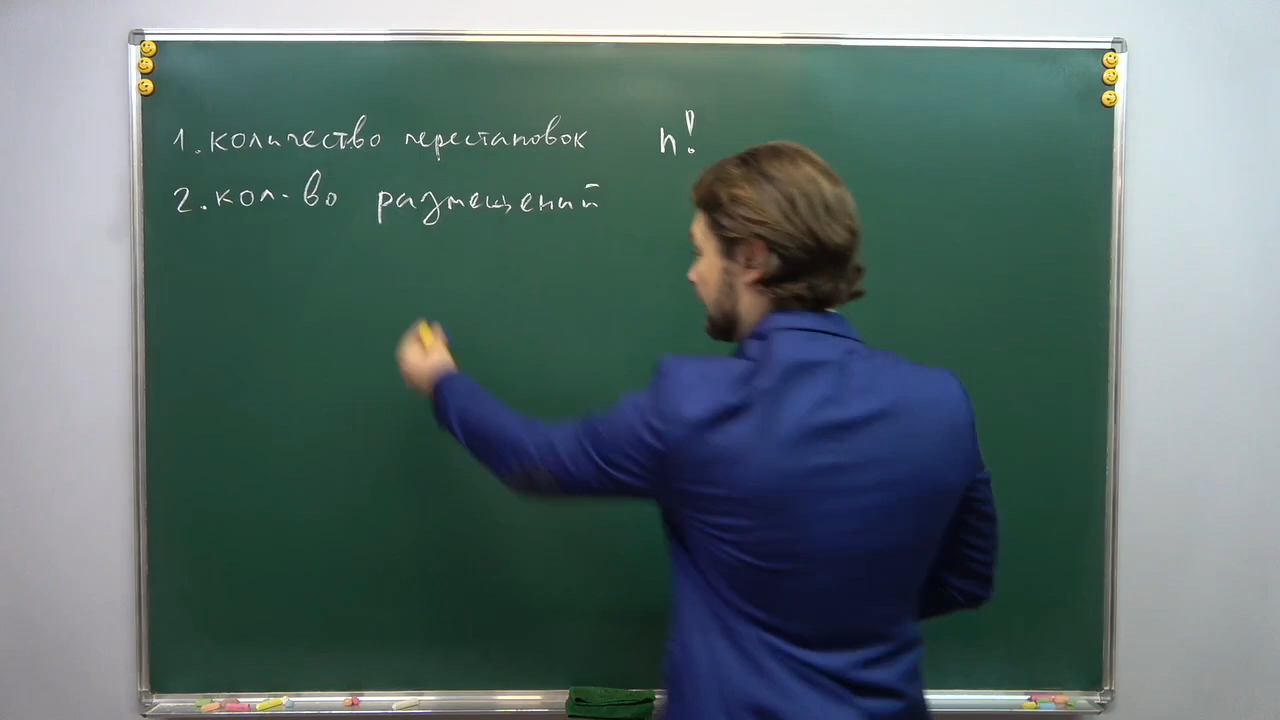 1. количество перестановок n!
2. кол-во размещений